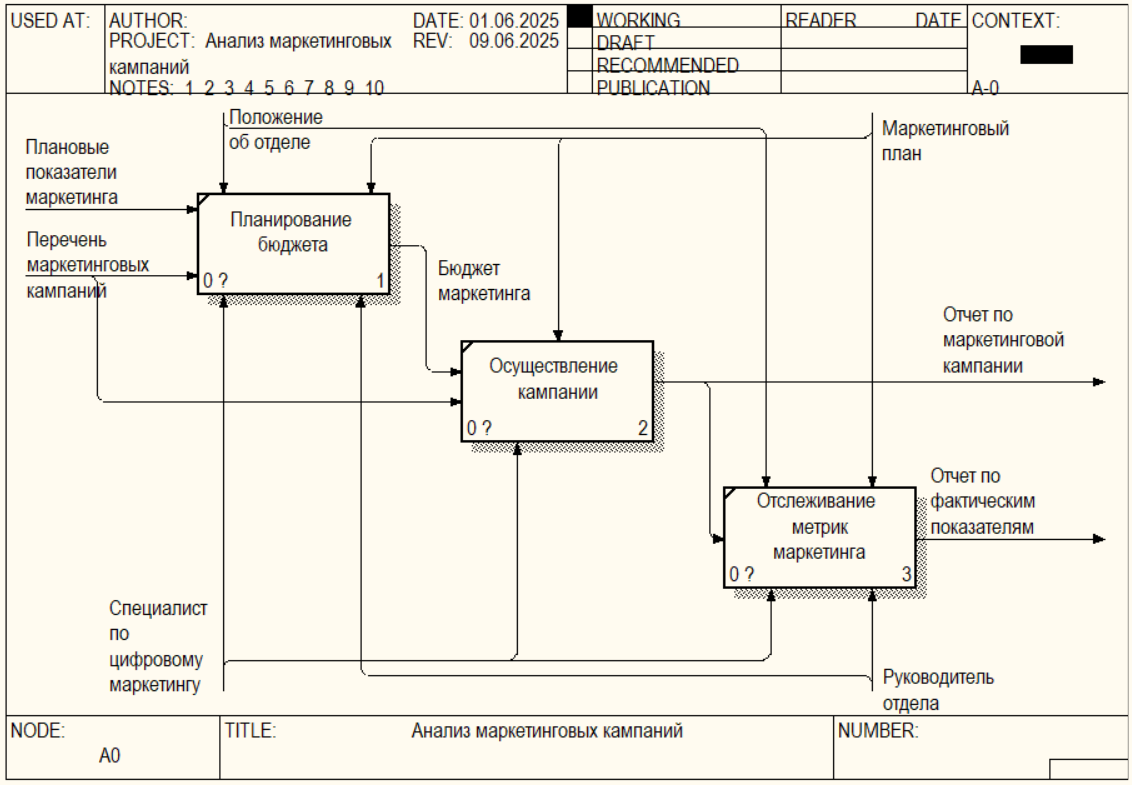 USED AT:
AUTHOR:
DATE: 01.06.2025
PROJECT: Анализ маркетинговых
кампаний
REV: 09.06.2025
NOTES: 1 2 3 4 5 6 7 8 9 10
WORKING
DRAFT
RECOMMENDED
PUBLICATION
READER
DATE
CONTEXT:
A-0
Положение
об отделе
Маркетинговый
план
Плановые
показатели
маркетинга
Перечень
маркетинговых
кампаний
Планирование
бюджета
0 ?
1
Бюджет
маркетинга
Осуществление
кампании
0 ?
2
Отчет по
маркетинговой
кампании
Отслеживание
метрик
маркетинга
0 ?
3
Отчет по
фактическим
показателям
Специалист
по
цифровому
маркетингу
Руководитель
отдела
NODE:
A0
TITLE:
Анализ маркетинговых кампаний
NUMBER: